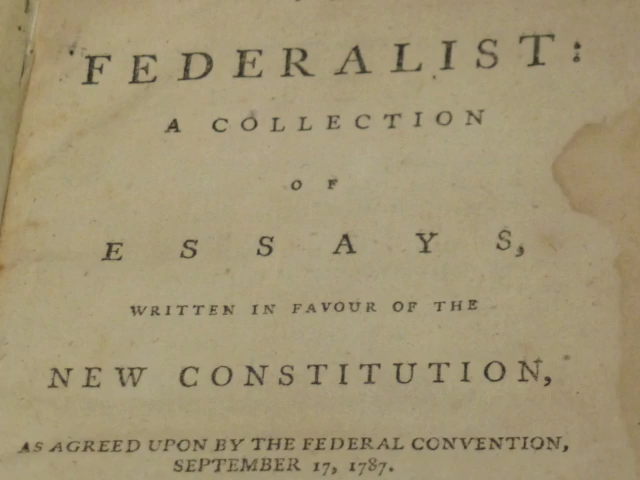 FEDERALIST:
A COLLECTION
OF
ESSAYS,
WRITTEN IN FAVOUR OF THE
NEW CONSTITUTION,
AS AGREED UPON BY THE FEDERAL CONVENTION,
SEPTEMBER 17, 1787.